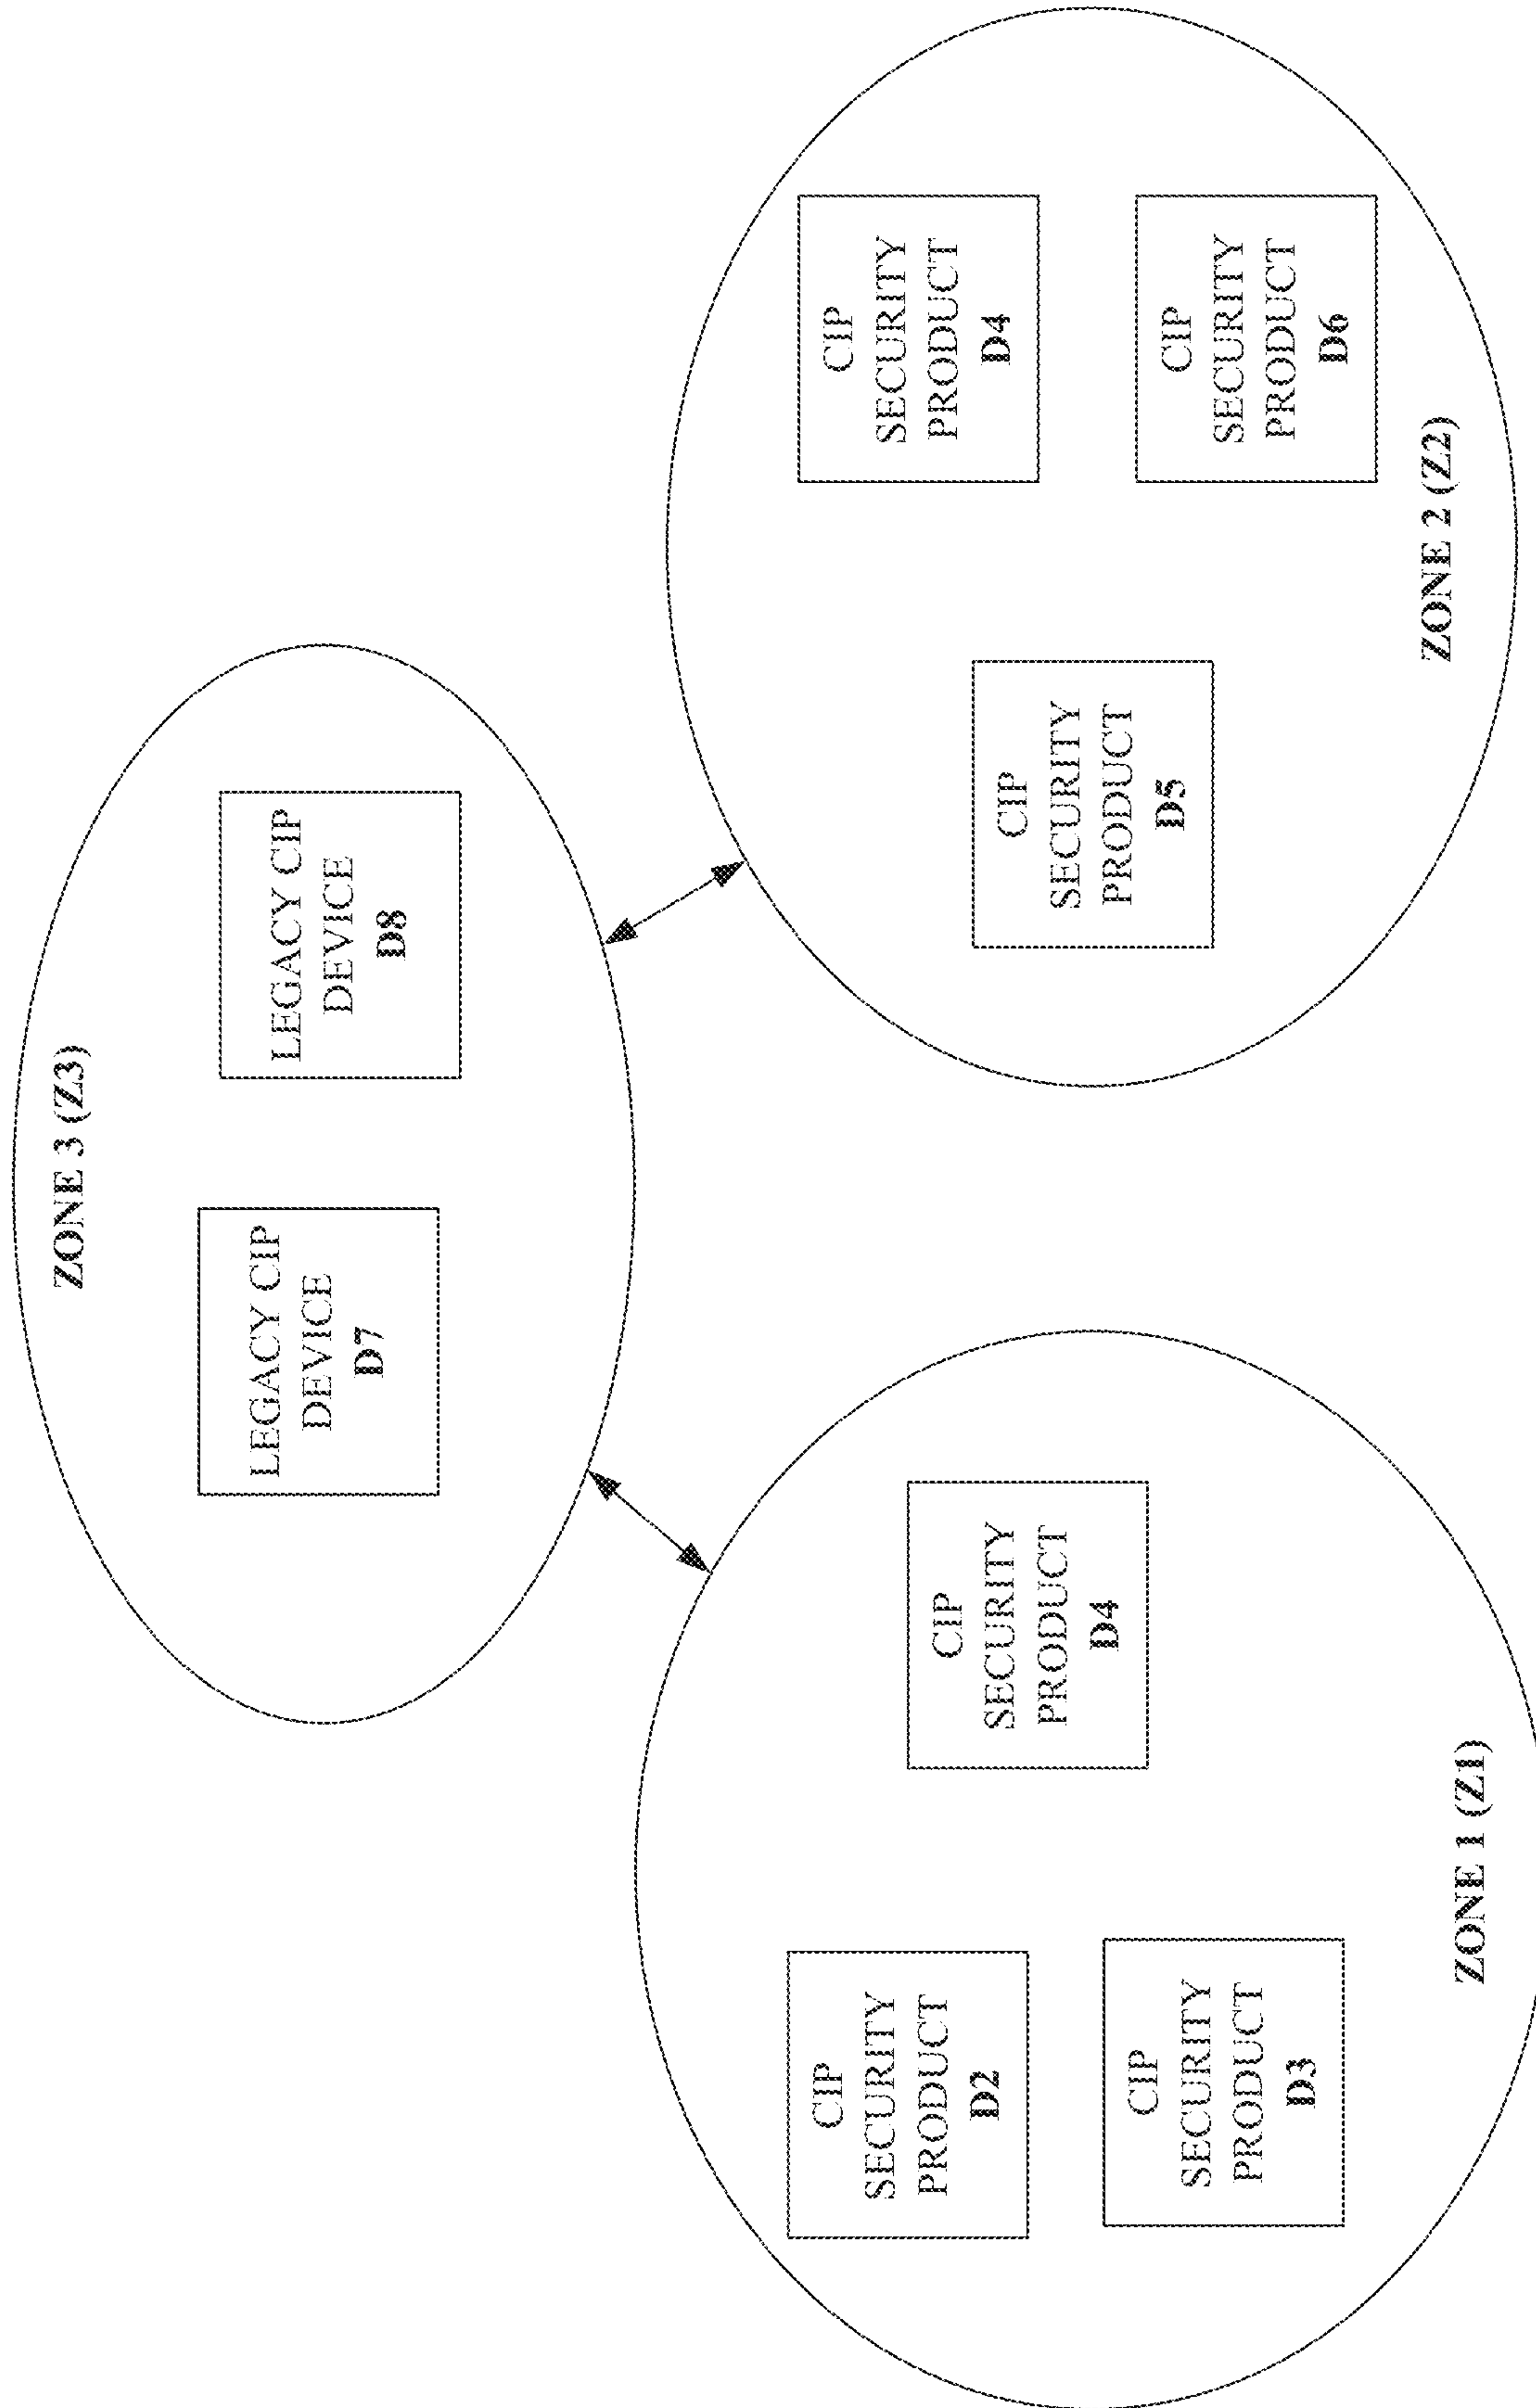 ZONE 3 (Z3)
LEGACY CIP
DEVICE
D7
LEGACY CIP
DEVICE
D8
CIP
SECURITY
PRODUCT
D2
CIP
SECURITY
PRODUCT
D3
CIP
SECURITY
PRODUCT
D4
ZONE 1 (Z1)
CIP
SECURITY
PRODUCT
D5
CIP
SECURITY
PRODUCT
D4
CIP
SECURITY
PRODUCT
D6
ZONE 2 (Z2)